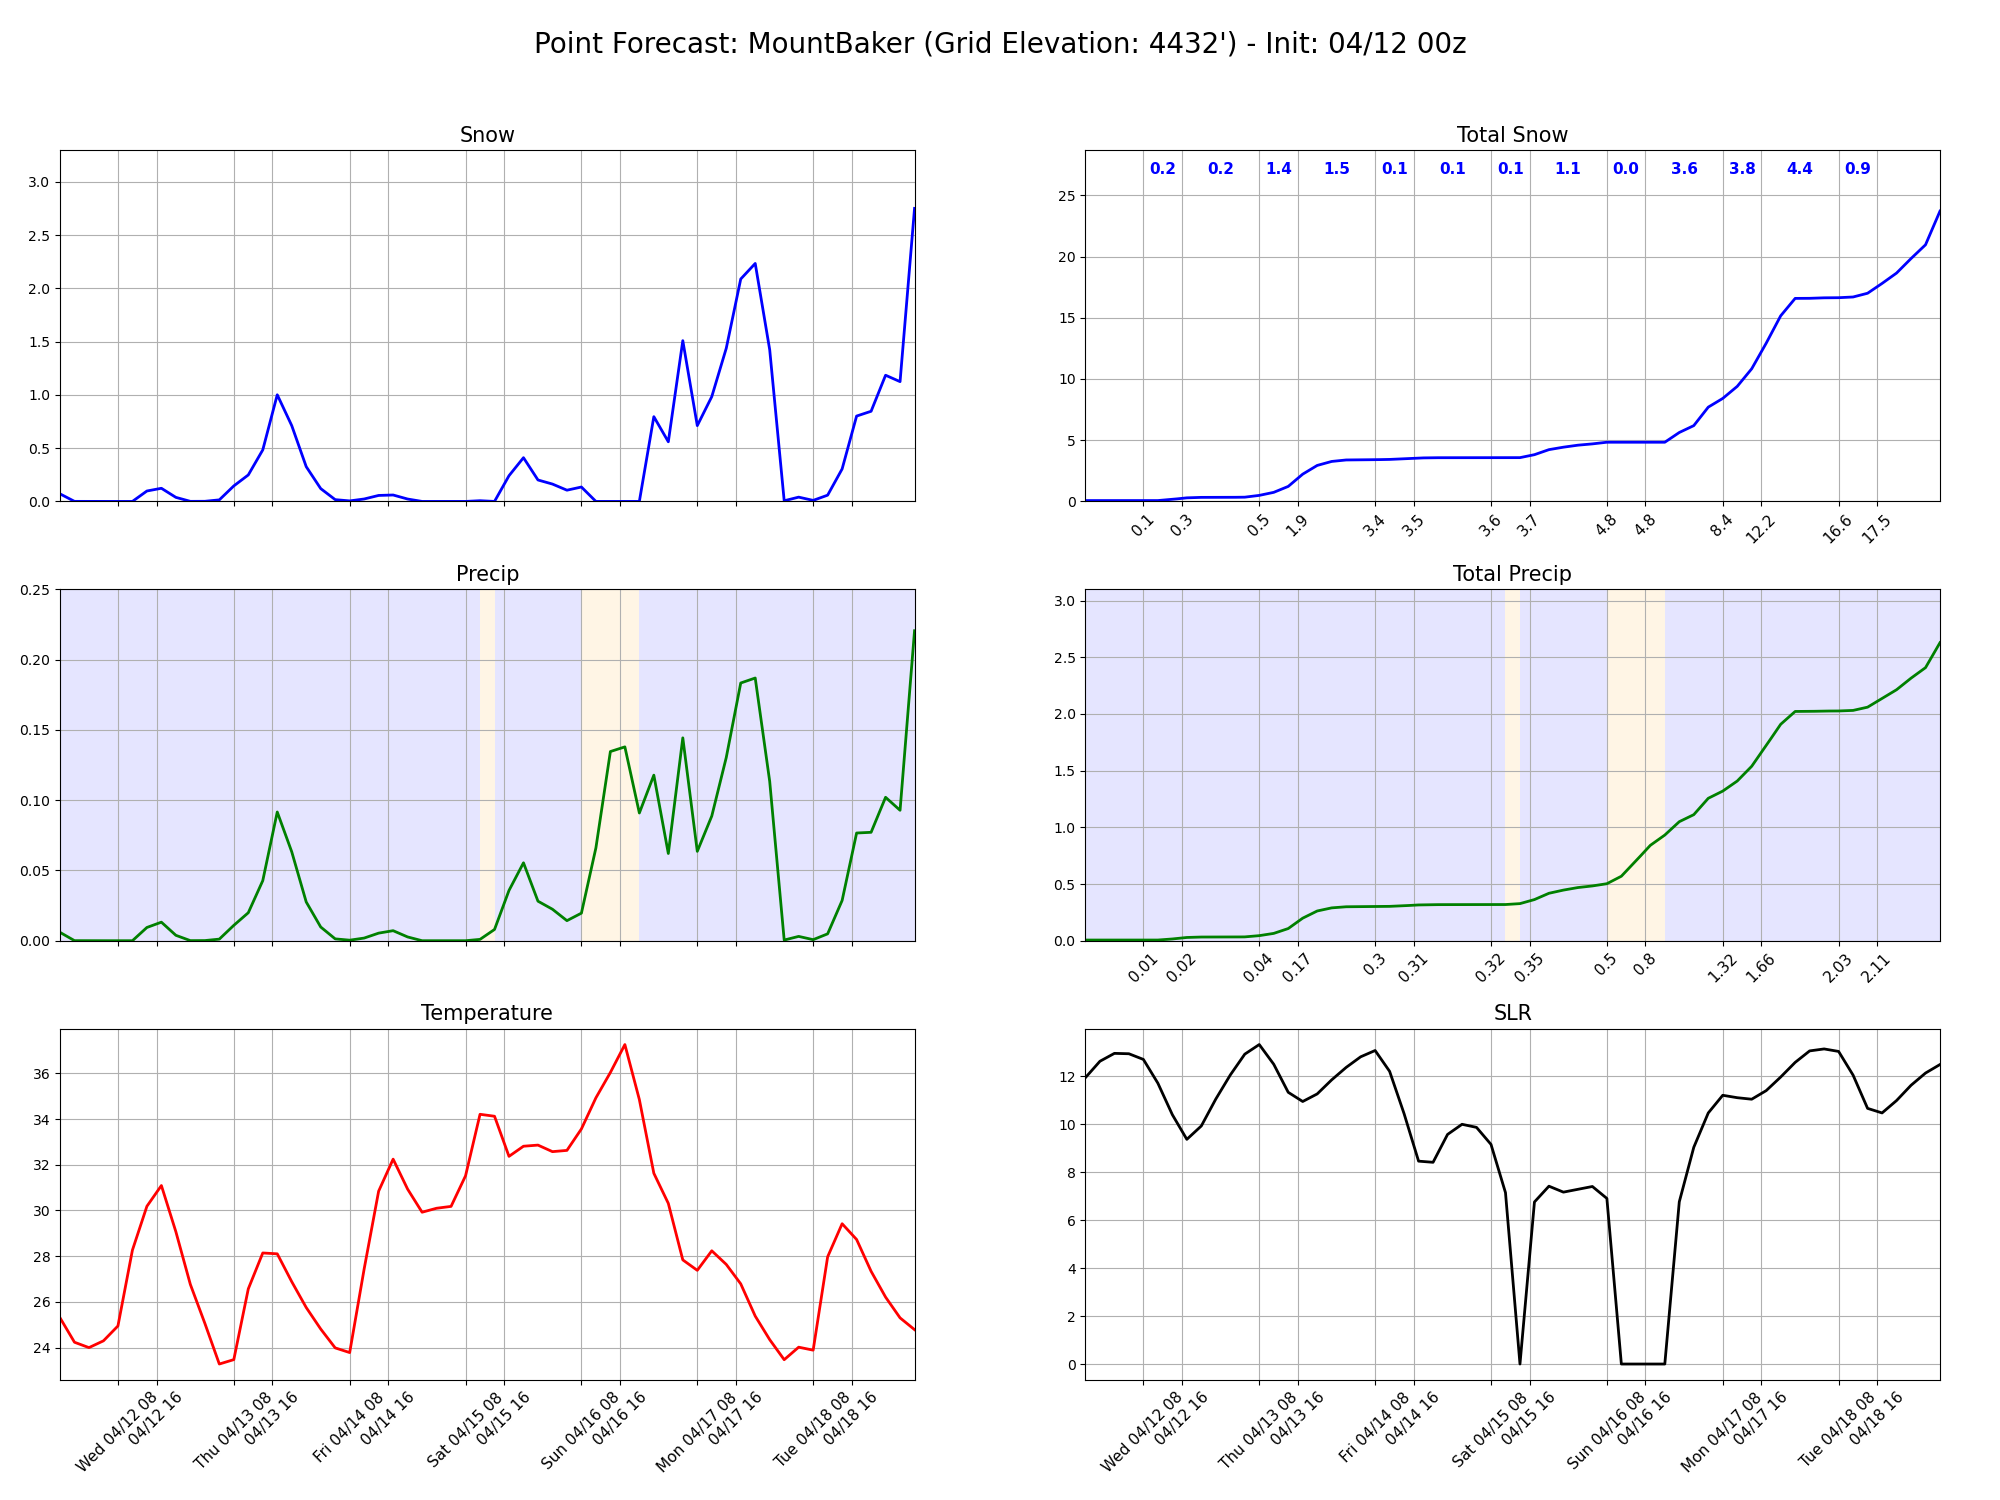 Point Forecast: MountBaker (Grid Elevation: 4432') - Init: 04/12 00z
Snow
3.0
2.5
2.0
1.5
1.0
0.5
0.0
Total Snow
0.2 0.2 1.4 1.5 0.1 0.1 0.1 1.1 0.0 3.6 3.8 4.4 0.9
25
20
15
10
5
0
0.1 0.3 0.5 1.9 3.4 3.5 3.6 3.7 4.8 4.8 8.4 12.2 16.6 17.5
Precip
0.25
0.20
0.15
0.10
0.05
0.00
Total Precip
3.0
2.5
2.0
1.5
1.0
0.5
0.0
0.01 0.02 0.04 0.17 0.3 0.31 0.32 0.35 0.5 0.8 1.32 1.66 2.03 2.11
Temperature
36
34
32
30
28
26
24
Wed 04/12 08
04/12 16
Thu 04/13 08
04/13 16
Fri 04/14 08
04/14 16
Sat 04/15 08
04/15 16
Sun 04/16 08
04/16 16
Mon 04/17 08
04/17 16
Tue 04/18 08
04/18 16
SLR
12
10
8
6
4
2
0
Wed 04/12 08
04/12 16
Thu 04/13 08
04/13 16
Fri 04/14 08
04/14 16
Sat 04/15 08
04/15 16
Sun 04/16 08
04/16 16
Mon 04/17 08
04/17 16
Tue 04/18 08
04/18 16